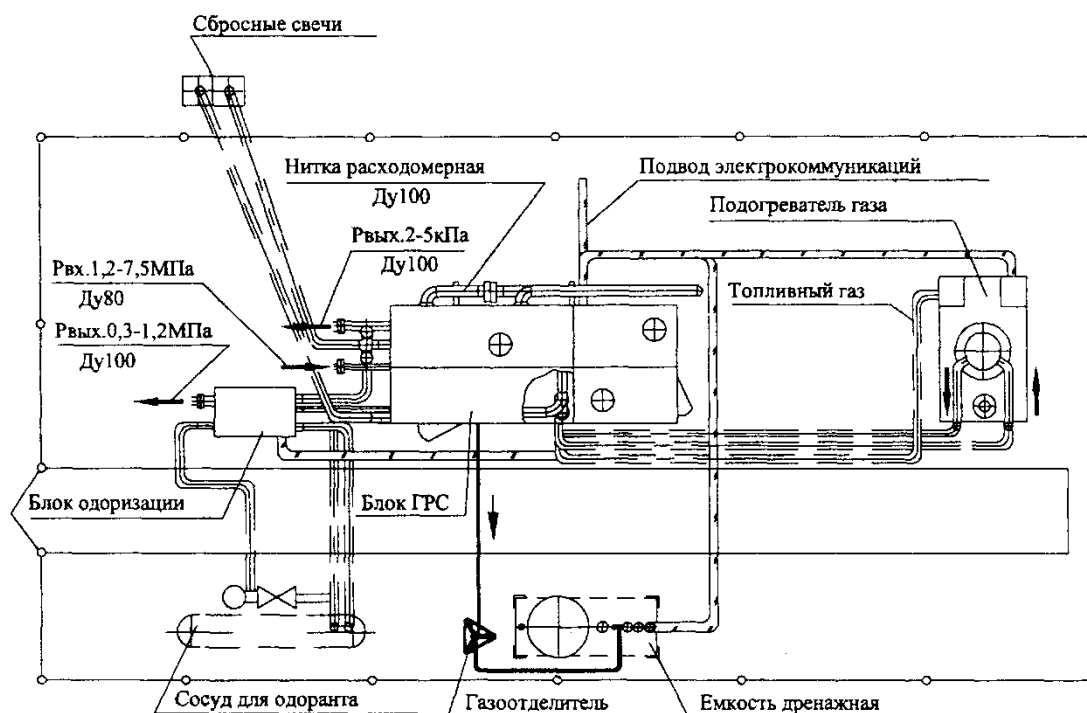 Сбросные свечи
Нитка расходомерная
Ду100
Подвод электрокоммуникаций
Подогреватель газа
Рвых.2-5кПа
Ду100
Рвх.1,2-7,5МПа
Ду80
Топливный газ
Рвых.0,3-1,2МПа
Ду100
Блок одоризации
Блок ГРС
Сосуд для одоранта
Газоотделитель
Емкость дренажная